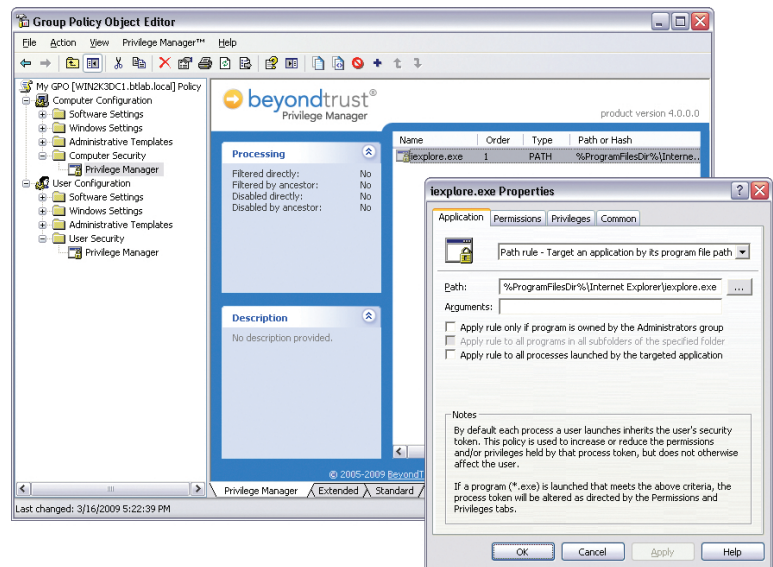 Group Policy Object Editor
File Action View Privilege Manager™ Help
My GPO [WIN2K3DC1.btlab.local] Policy
Computer Configuration
Software Settings
Windows Settings
Administrative Templates
Computer Security
Privilege Manager
User Configuration
Software Settings
Windows Settings
Administrative Templates
User Security
Privilege Manager
beyondtrust®
Privilege Manager
product version 4.0.0.0
Processing
Filtered directly: No
Filtered by ancestor: No
Disabled directly: No
Disabled by ancestor: No
Description
No description provided.
Name Order Type Path or Hash
iexplore.exe 1 PATH %ProgramFilesDir%\Interne..
© 2005-2009 BeyondT
Privilege Manager Extended Standard
Last changed: 3/16/2009 5:22:39 PM
iexplore.exe Properties
Application Permissions Privileges Common
Path rule - Target an application by its program file path
Path: %ProgramFilesDir%\Internet Explorer\iexplore.exe ...
Arguments:
Apply rule only if program is owned by the Administrators group
Apply rule to all programs in all subfolders of the specified folder
Apply rule to all processes launched by the targeted application
Notes
By default each process a user launches inherits the user's security
token. This policy is used to increase or reduce the permissions
and/or privileges held by that process token, but does not otherwise
affect the user.
If a program (*.exe) is launched that meets the above criteria, the
process token will be altered as directed by the Permissions and
Privileges tabs.
OK Cancel Apply Help